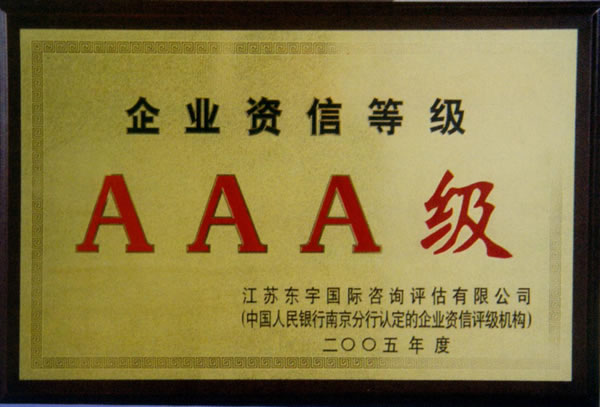 企业资信等级
AAA级
江苏东宇国际咨询评估有限公司
(中国人民银行南京分行认定的企业资信评级机构)
二〇〇五年度